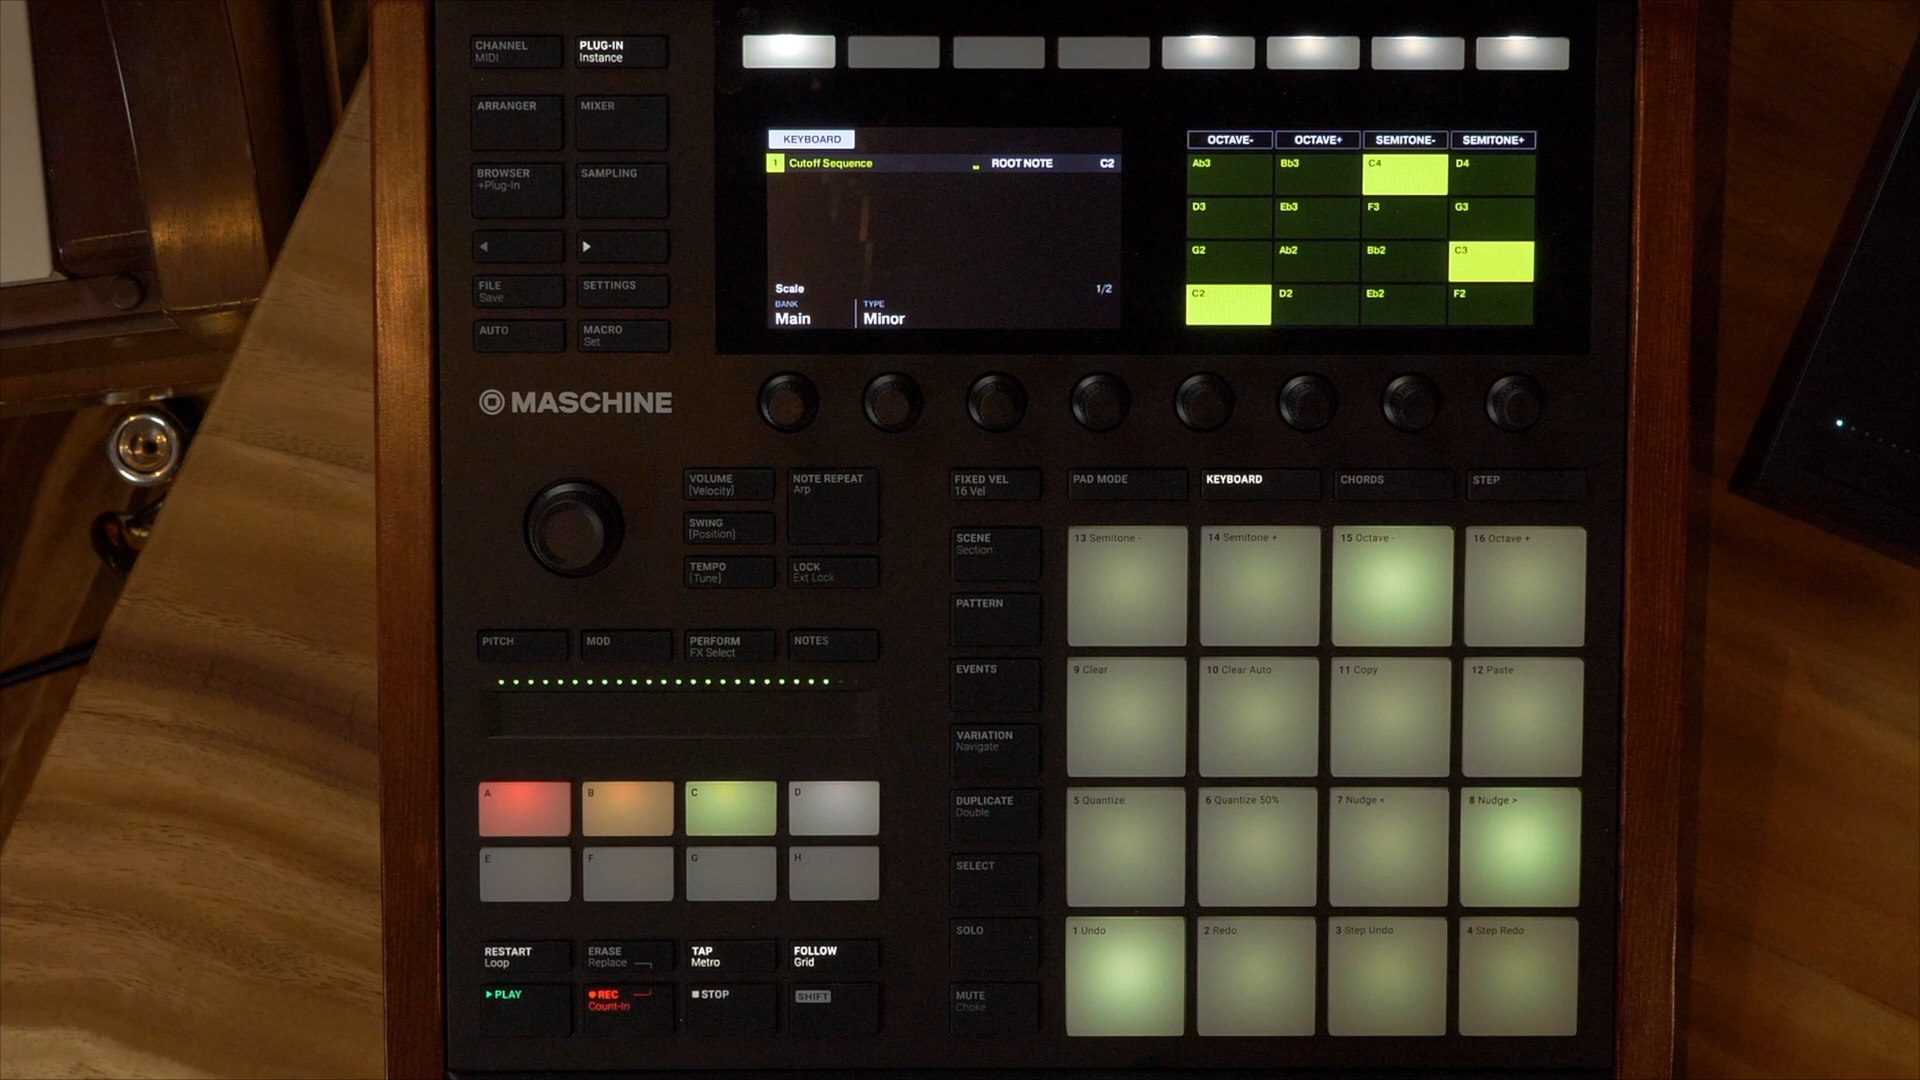 CHANNEL
MIDI
PLUG-IN
Instance
ARRANGER
MIXER
BROWSER
+Plug-In
SAMPLING
FILE
Save
SETTINGS
AUTO
MACRO
Set
MASCHINE
KEYBOARD
1 Cutoff Sequence
ROOT NOTE C2
Scale
1/2
BANK
Main
TYPE
Minor
OCTAVE- OCTAVE+ SEMITONE- SEMITONE+
Ab3 Bb3 C4 D4
D3 Eb3 F3 G3
G2 Ab2 Bb2 C3
C2 D2 Eb2 F2
VOLUME
[Velocity]
NOTE REPEAT
Arp
SWING
[Position]
TEMPO
[Tune]
LOCK
Ext Lock
PITCH
MOD
PERFORM
FX Select
NOTES
A B C D
E F G H
RESTART
Loop
ERASE
Replace
TAP
Metro
FOLLOW
Grid
PLAY
REC
Count-In
STOP
SHIFT
FIXED VEL
16 Vel
PAD MODE
KEYBOARD
CHORDS
STEP
SCENE
Section
PATTERN
EVENTS
VARIATION
Navigate
DUPLICATE
Double
SELECT
SOLO
MUTE
Choke
13 Semitone -
14 Semitone +
15 Octave -
16 Octave +
9 Clear
10 Clear Auto
11 Copy
12 Paste
5 Quantize
6 Quantize 50%
7 Nudge <
8 Nudge >
1 Undo
2 Redo
3 Step Undo
4 Step Redo